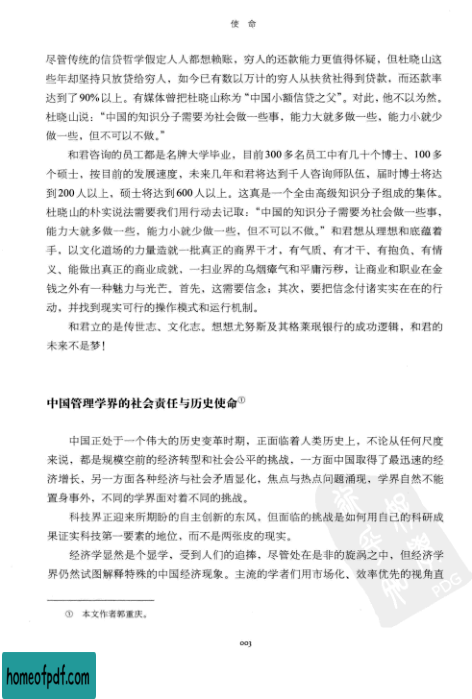 使 命
尽管传统的信贷哲学假定人人都想赖账，穷人的还款能力更值得怀疑，但杜晓山这
些年却坚持只放贷给穷人，如今已有数以万计的穷人从扶贫社得到贷款，而还款率
达到了90%以上。有媒体曾把杜晓山称为“中国小额信贷之父”。对此，他不以为然。
杜晓山说：“中国的知识分子需要为社会做一些事，能力大就多做一些，能力小就少
做一些，但不可以不做。”
和君咨询的员工都是名牌大学毕业，目前300多名员工中有几十个博士、100多
个硕士，按目前的发展速度，未来几年和君将达到千人咨询师队伍，届时博士将达
到200人以上，硕士将达到600人以上。这真是一个全由高级知识分子组成的集体。
杜晓山的朴实说法需要我们用行动去记取：“中国的知识分子需要为社会做一些事，
能力大就多做一些，能力小就少做一些，但不可以不做。”和君想从理想和底蕴着
手，以文化道场的力量造就一批真正的商界干才，有气质、有才干、有抱负、有情
义、能做出真正的商业成就，一扫业界的乌烟瘴气和平庸污秽，让商业和职业在金
钱之外有一种魅力与光芒。首先，这需要信念；其次，要把信念付诸实实在在的行
动，并找到现实可行的操作模式和运行机制。
和君立的是传世志、文化志。想想尤努斯及其格莱珉银行的成功逻辑，和君的
未来不是梦！
中国管理学界的社会责任与历史使命①
中国正处于一个伟大的历史变革时期，正面临着人类历史上，不论从任何尺度
来说，都是规模空前的经济转型和社会公平的挑战，一方面中国取得了最迅速的经
济增长，另一方面各种经济与社会矛盾显化，焦点与热点问题涌现，学界自然不能
置身事外，不同的学界面对着不同的挑战。
科技界正迎来所期盼的自主创新的东风，但面临的挑战是如何用自己的科研成
果证实科技第一要素的地位，而不是两张皮的现实。
经济学显然是个显学，受到人们的追捧，尽管处在是非的旋涡之中，但经济学
界仍然试图解释特殊的中国经济现象。主流的学者们用市场化、效率优先的视角直
① 本文作者郭重庆。
003
PDG
homeofpdf.com